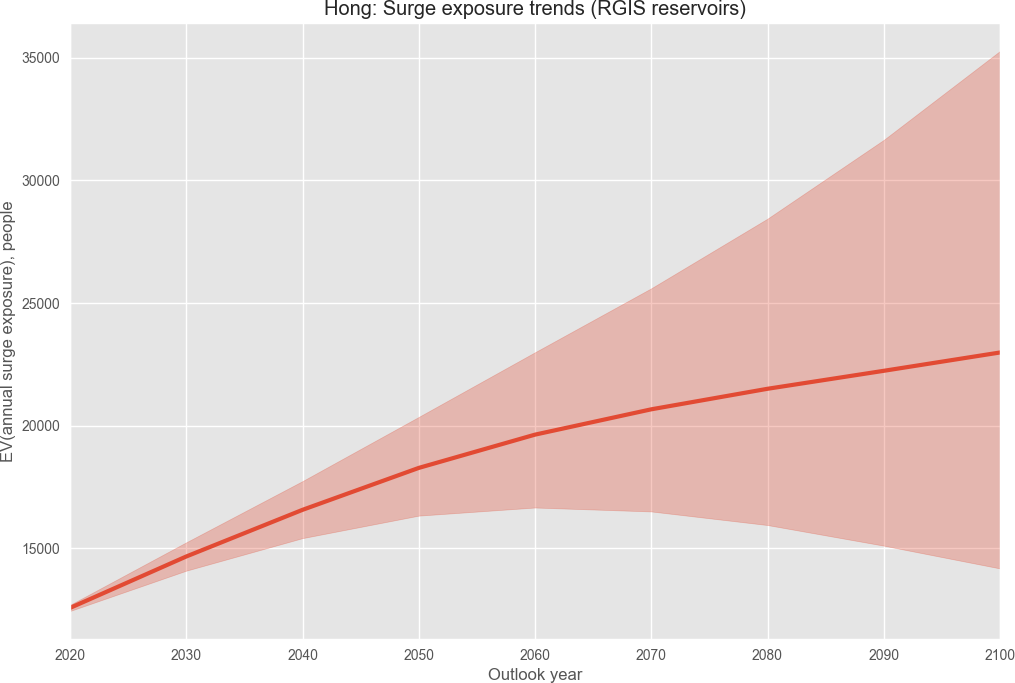 Hong: Surge exposure trends (RGIS reservoirs)
EV(annual surge exposure), people
35000
30000
25000
20000
15000
2020 2030 2040 2050 2060 2070 2080 2090 2100
Outlook year